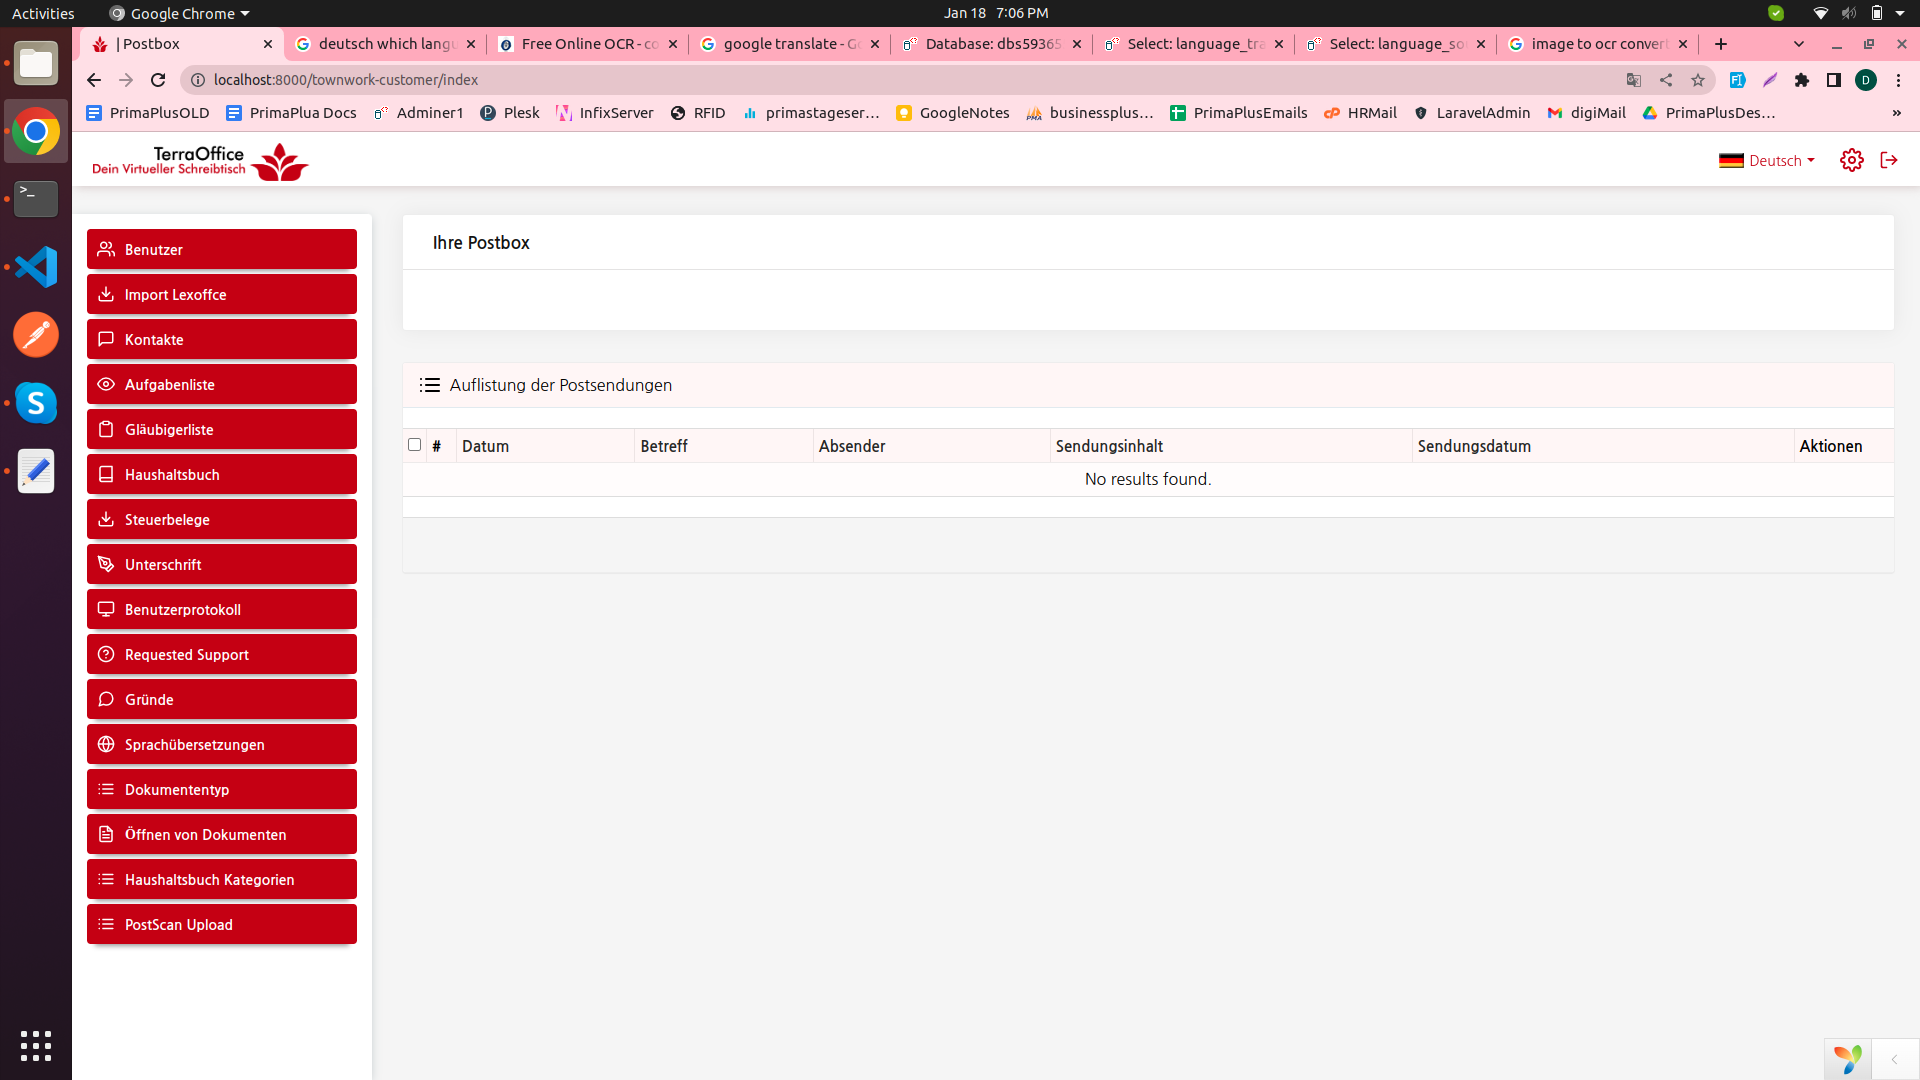 Activities
Google Chrome
Jan 18 7:06 PM
| Postbox
deutsch which langu
Free Online OCR - co
google translate - Go
Database: dbs59365
Select: language_tra
Select: language_so
image to ocr convert
localhost:8000/townwork-customer/index
D
PrimaPlusOLD
PrimaPlua Docs
Adminer1
Plesk
InfixServer
RFID
primastageser...
GoogleNotes
businessplus...
PrimaPlusEmails
HRMail
LaravelAdmin
digiMail
PrimaPlusDes...
»
TerraOffice
Dein Virtueller Schreibtisch
Deutsch
Benutzer
Import Lexoffce
Kontakte
Aufgabenliste
Gläubigerliste
Haushaltsbuch
Steuerbelege
Unterschrift
Benutzerprotokoll
Requested Support
Gründe
Sprachübersetzungen
Dokumententyp
Öffnen von Dokumenten
Haushaltsbuch Kategorien
PostScan Upload
Ihre Postbox
Auflistung der Postsendungen
# Datum Betreff Absender Sendungsinhalt Sendungsdatum Aktionen
No results found.